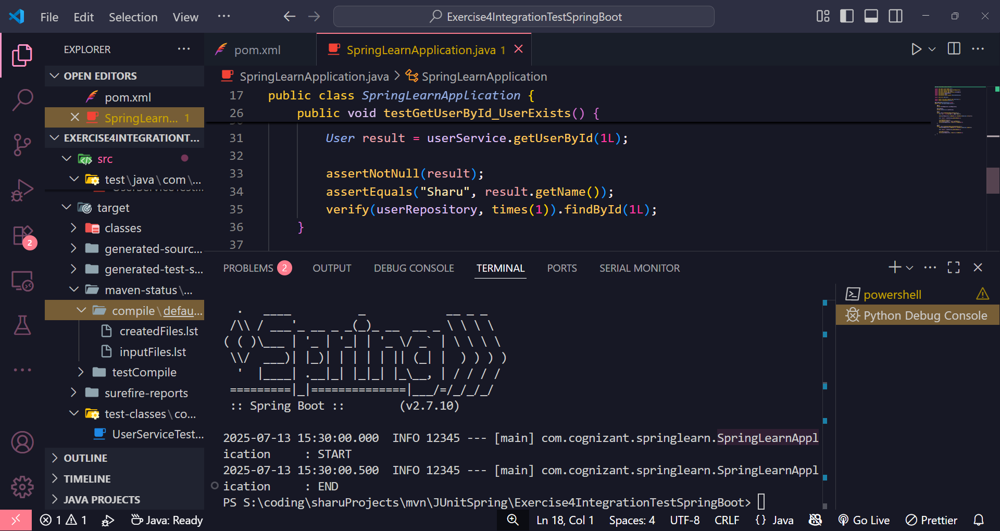 File Edit Selection View ···
Exercise4IntegrationTestSpringBoot
EXPLORER ···
OPEN EDITORS
pom.xml
SpringLearn... 1
EXERCISE4INTEGRATIONT...
src
test\java\com\...
UserServiceTest...
target
classes
generated-sourc...
generated-test-s...
maven-status\...
compile\defau...
createdFiles.lst
inputFiles.lst
testCompile
surefire-reports
test-classes\co...
UserServiceTest...
OUTLINE
TIMELINE
JAVA PROJECTS
2
pom.xml
SpringLearnApplication.java 1
SpringLearnApplication.java > SpringLearnApplication
17 public class SpringLearnApplication {
26 public void testGetUserById_UserExists() {
31 User result = userService.getUserById(1L);
32
33 assertNotNull(result);
34 assertEquals("Sharu", result.getName());
35 verify(userRepository, times(1)).findById(1L);
36 }
37
PROBLEMS 2 OUTPUT DEBUG CONSOLE TERMINAL PORTS SERIAL MONITOR
  .   ____          _            __ _ _
 /\\ / ___'_ __ _ _(_)_ __  __ _ \ \ \ \
( ( )\___ | '_ | '_| | '_ \/ _` | \ \ \ \
 \\/  ___)| |_)| | | | | || (_| |  ) ) ) )
  '  |____| .__|_| |_|_| |_\__, | / / / /
 =========|_|==============|___/=/_/_/_/
 :: Spring Boot ::        (v2.7.10)
2025-07-13 15:30:00.000  INFO 12345 --- [main] com.cognizant.springlearn.SpringLearnAppl
ication     : START
2025-07-13 15:30:00.500  INFO 12345 --- [main] com.cognizant.springlearn.SpringLearnAppl
ication     : END
PS S:\coding\sharuProjects\mvn\JUnitSpring\Exercise4IntegrationTestSpringBoot>
powershell
Python Debug Console
1 1 Java: Ready Ln 18, Col 1 Spaces: 4 UTF-8 CRLF {} Java Go Live Prettier